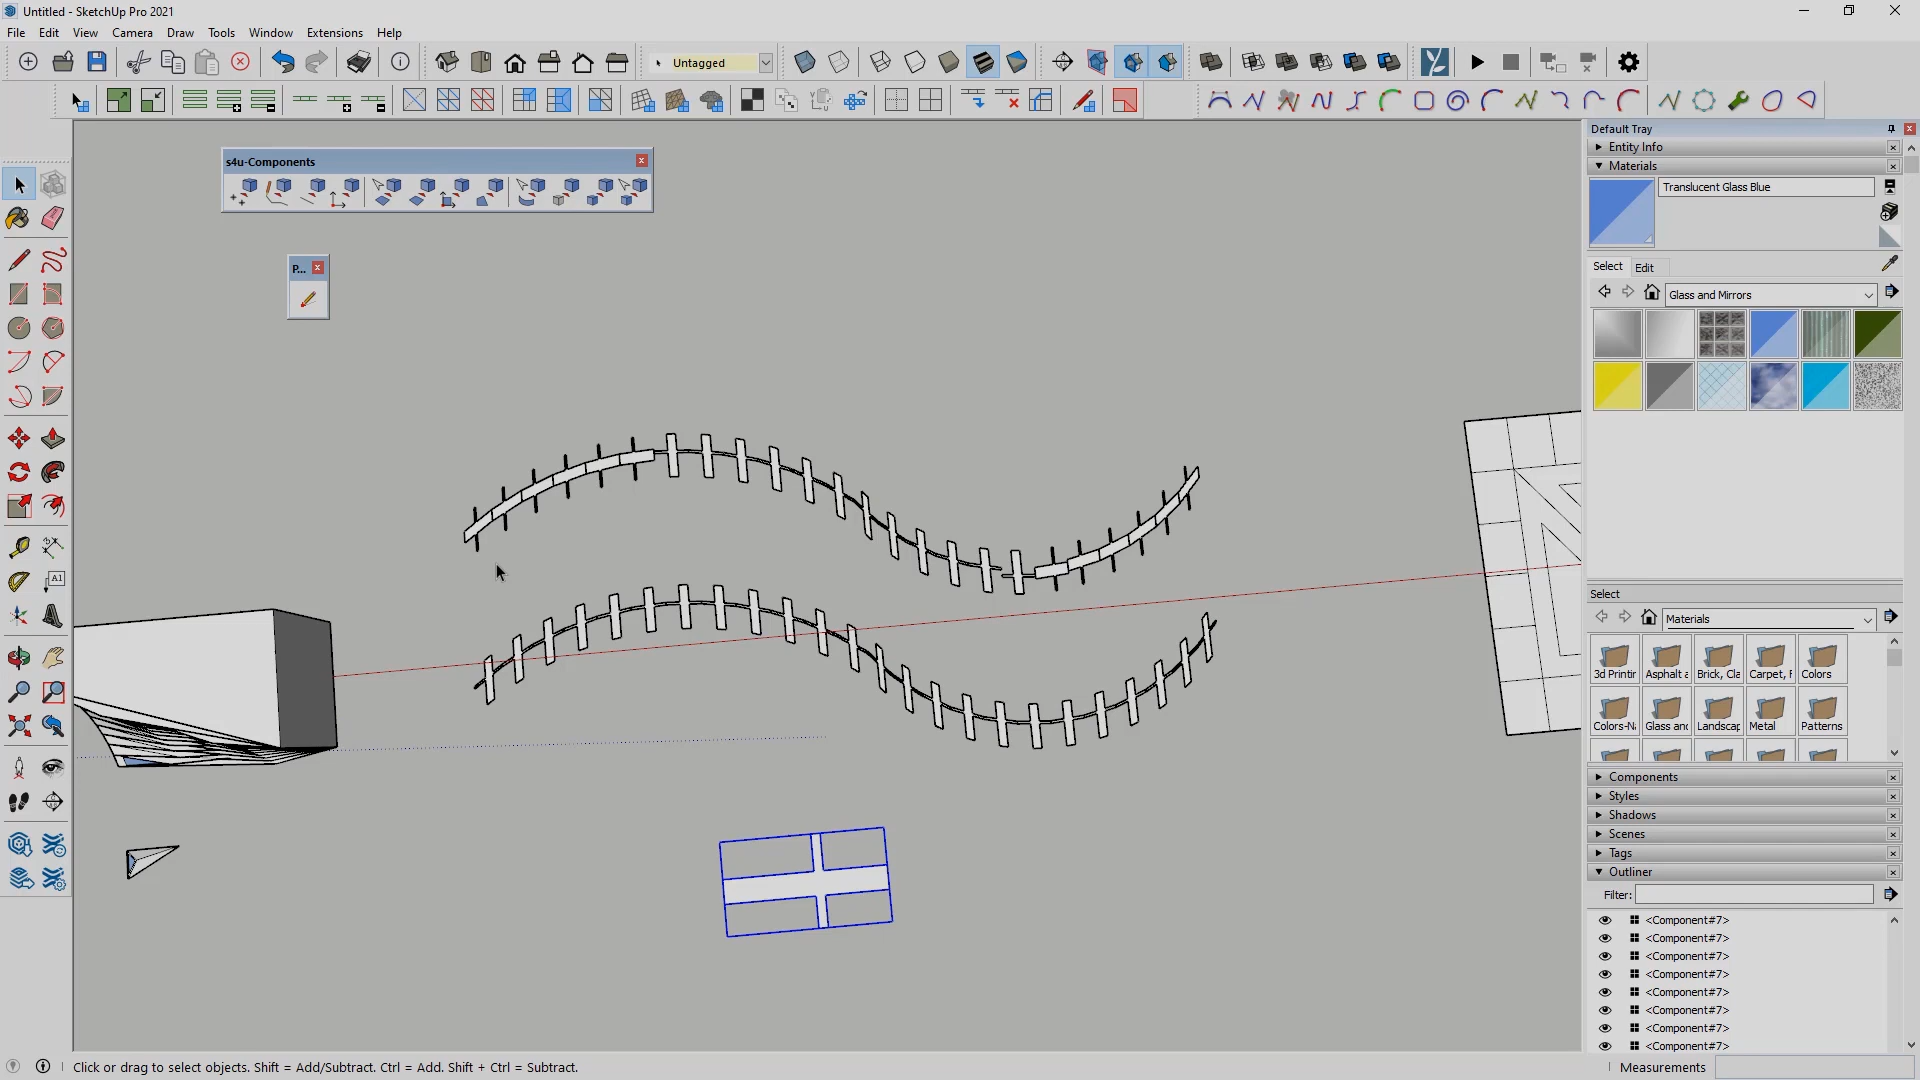 Untitled - SketchUp Pro 2021
File Edit View Camera Draw Tools Window Extensions Help
Untagged
s4u-Components
P...
A1
Default Tray
Entity Info
Materials
Translucent Glass Blue
Select Edit
Glass and Mirrors
Select
Materials
3d Printir Asphalt a Brick, Cla Carpet, F Colors
Colors-Na Glass and Landscap Metal Patterns
Components
Styles
Shadows
Scenes
Tags
Outliner
Filter:
<Component#7>
<Component#7>
<Component#7>
<Component#7>
<Component#7>
<Component#7>
<Component#7>
<Component#7>
Click or drag to select objects. Shift = Add/Subtract. Ctrl = Add. Shift + Ctrl = Subtract.
Measurements